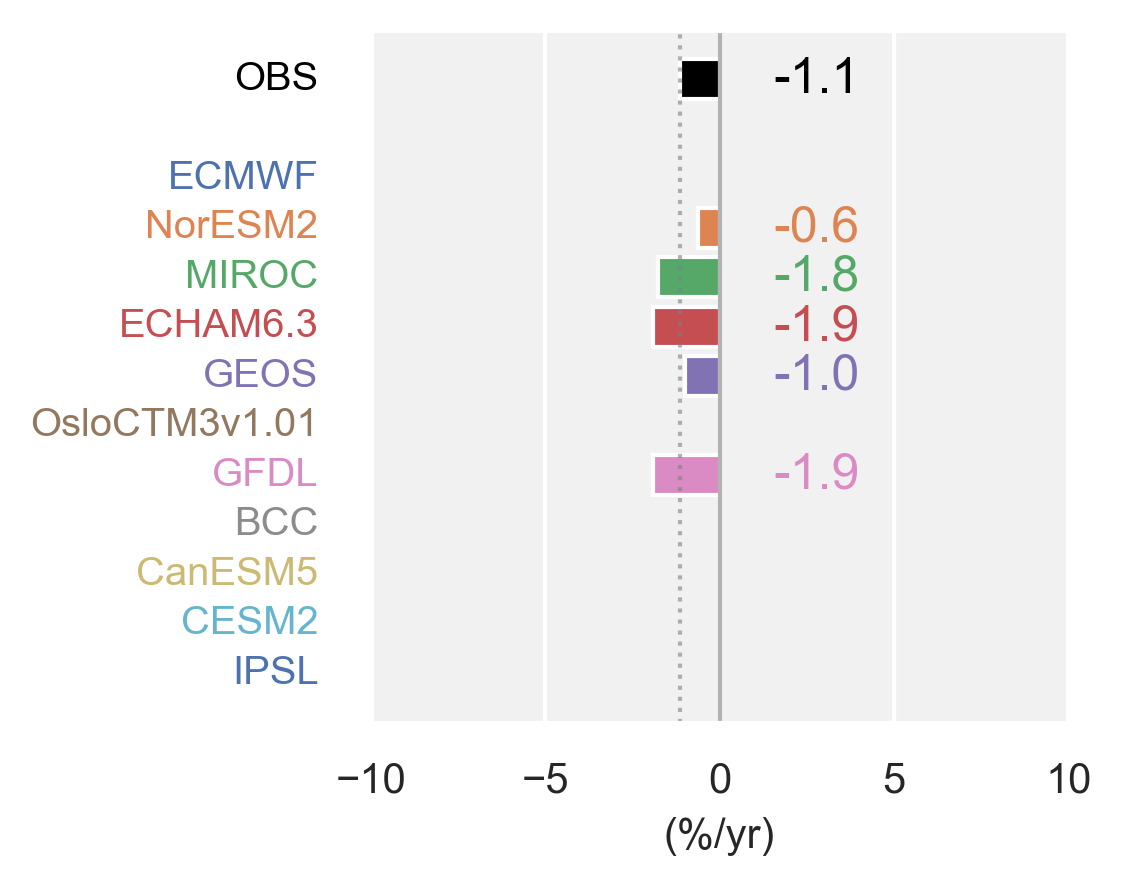 OBS -1.1
ECMWF
NorESM2 -0.6
MIROC -1.8
ECHAM6.3 -1.9
GEOS -1.0
OsloCTM3v1.01
GFDL -1.9
BCC
CanESM5
CESM2
IPSL
−10 −5 0 5 10
(%/yr)